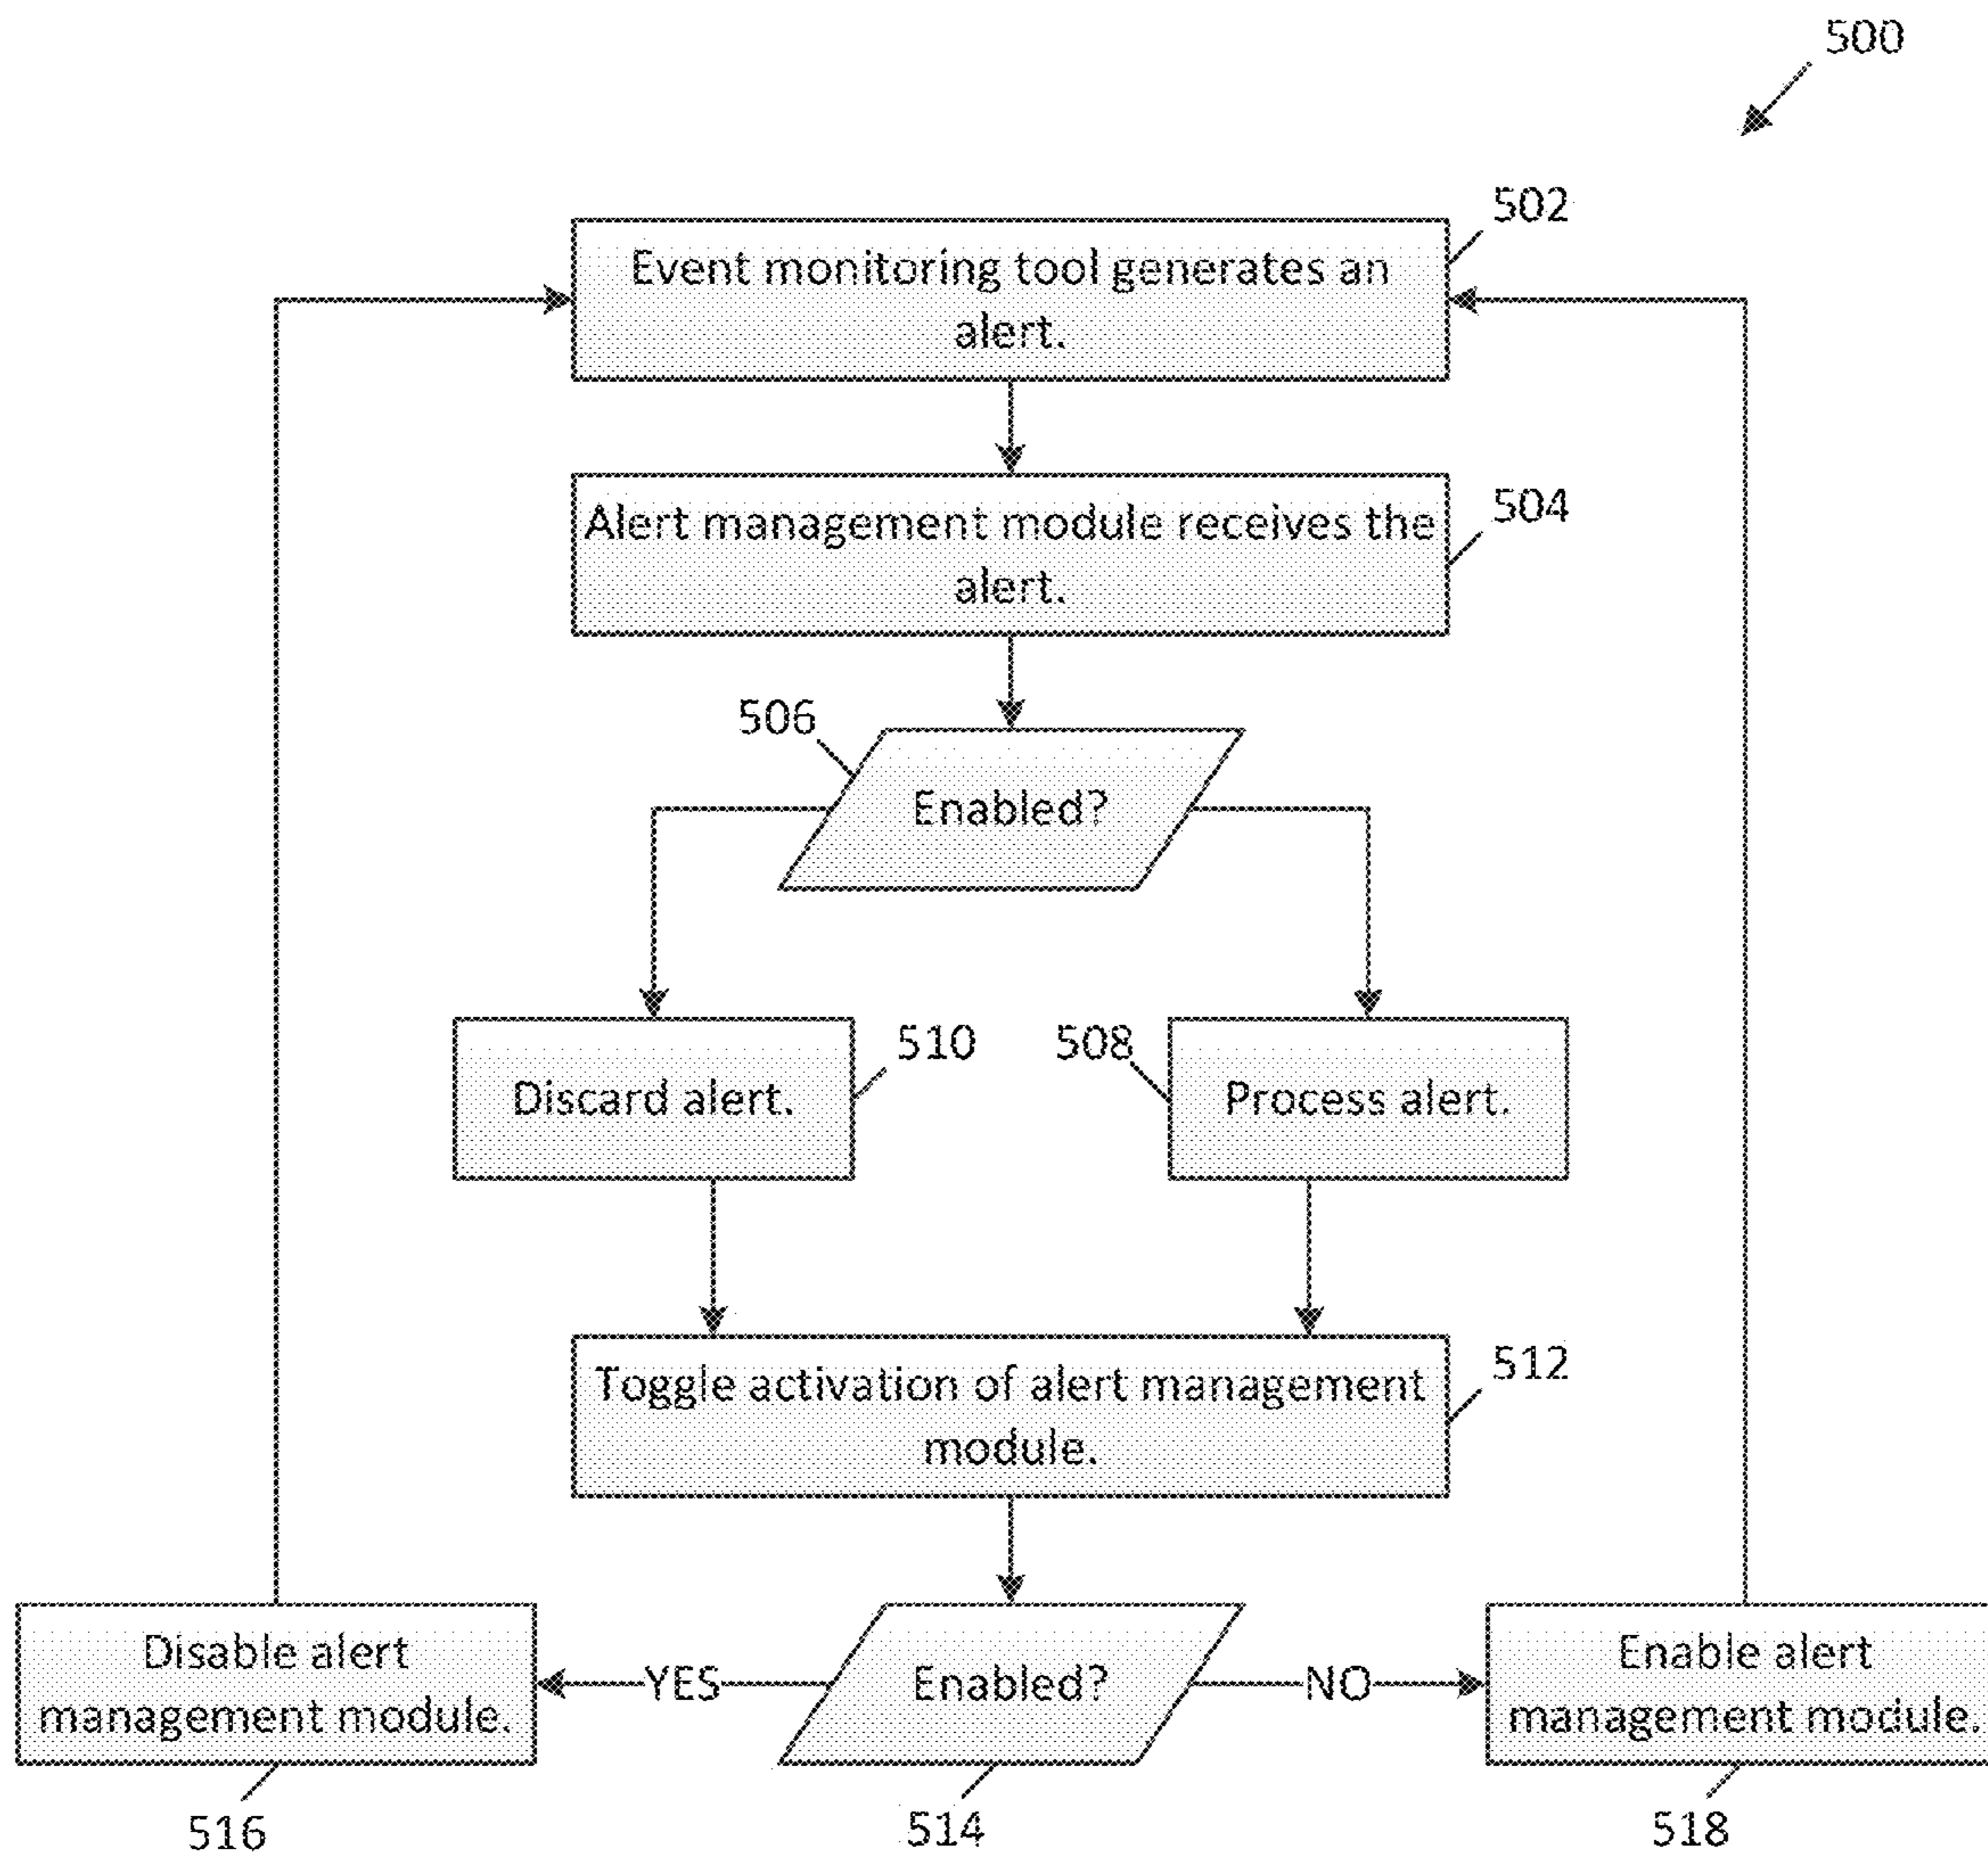 500
502
Event monitoring tool generates an
alert.
504
Alert management module receives the
alert.
506
Enabled?
510
508
Discard alert.
Process alert.
512
Toggle activation of alert management
module.
Disable alert
management module.
YES
Enabled?
NO
Enable alert
management module.
516
514
518